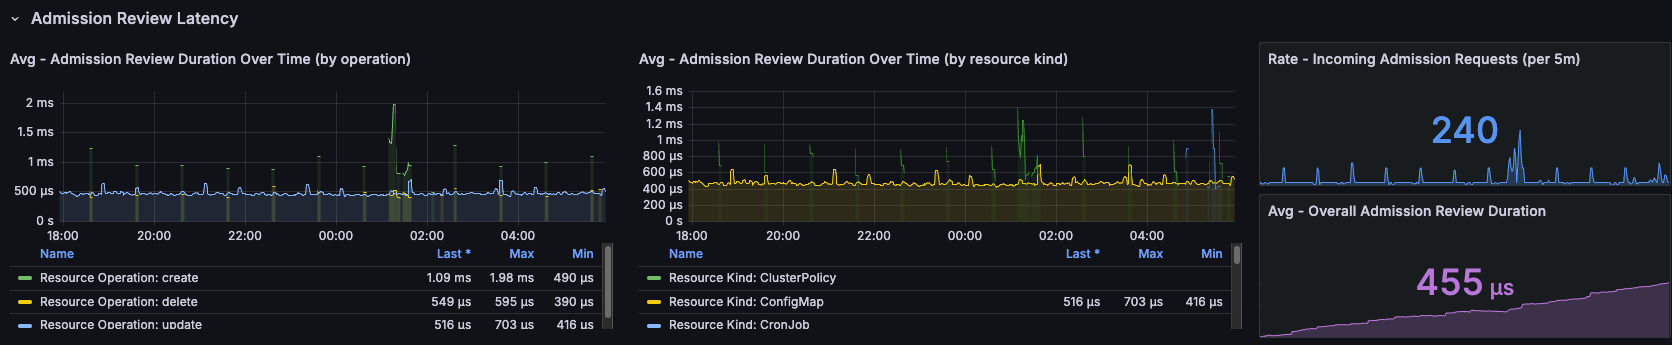 Admission Review Latency
Avg - Admission Review Duration Over Time (by operation)
2 ms
1.5 ms
1 ms
500 µs
0 s
18:00 20:00 22:00 00:00 02:00 04:00
Name Last * Max Min
Resource Operation: create 1.09 ms 1.98 ms 490 µs
Resource Operation: delete 549 µs 595 µs 390 µs
Resource Operation: update 516 µs 703 µs 416 µs
Avg - Admission Review Duration Over Time (by resource kind)
1.6 ms
1.4 ms
1.2 ms
1 ms
800 µs
600 µs
400 µs
200 µs
0 s
18:00 20:00 22:00 00:00 02:00 04:00
Name Last * Max Min
Resource Kind: ClusterPolicy
Resource Kind: ConfigMap 516 µs 703 µs 416 µs
Resource Kind: CronJob
Rate - Incoming Admission Requests (per 5m)
240
Avg - Overall Admission Review Duration
455 µs